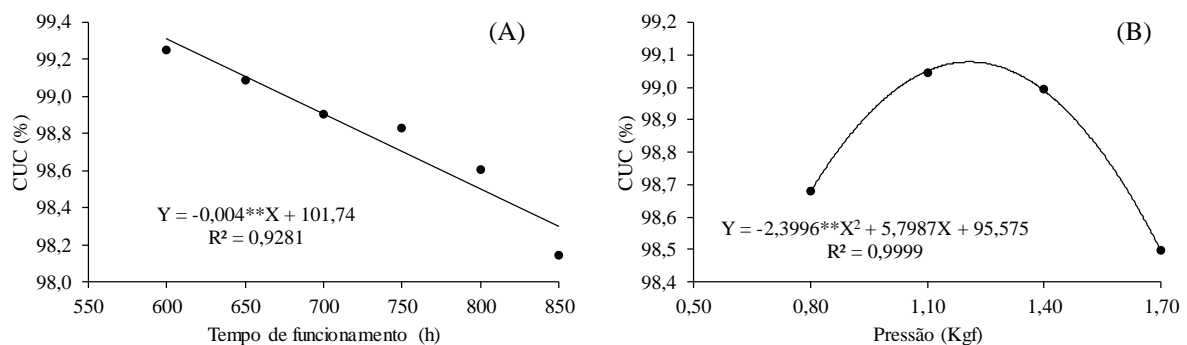 (A)
CUC (%)
99,4
99,2
99,0
98,8
98,6
98,4
98,2
98,0
Y = -0,004**X + 101,74
R² = 0,9281
550 600 650 700 750 800 850
Tempo de funcionamento (h)
(B)
CUC (%)
99,2
99,1
99,0
98,9
98,8
98,7
98,6
98,5
98,4
Y = -2,3996**X² + 5,7987X + 95,575
R² = 0,9999
0,50 0,80 1,10 1,40 1,70
Pressão (Kgf)